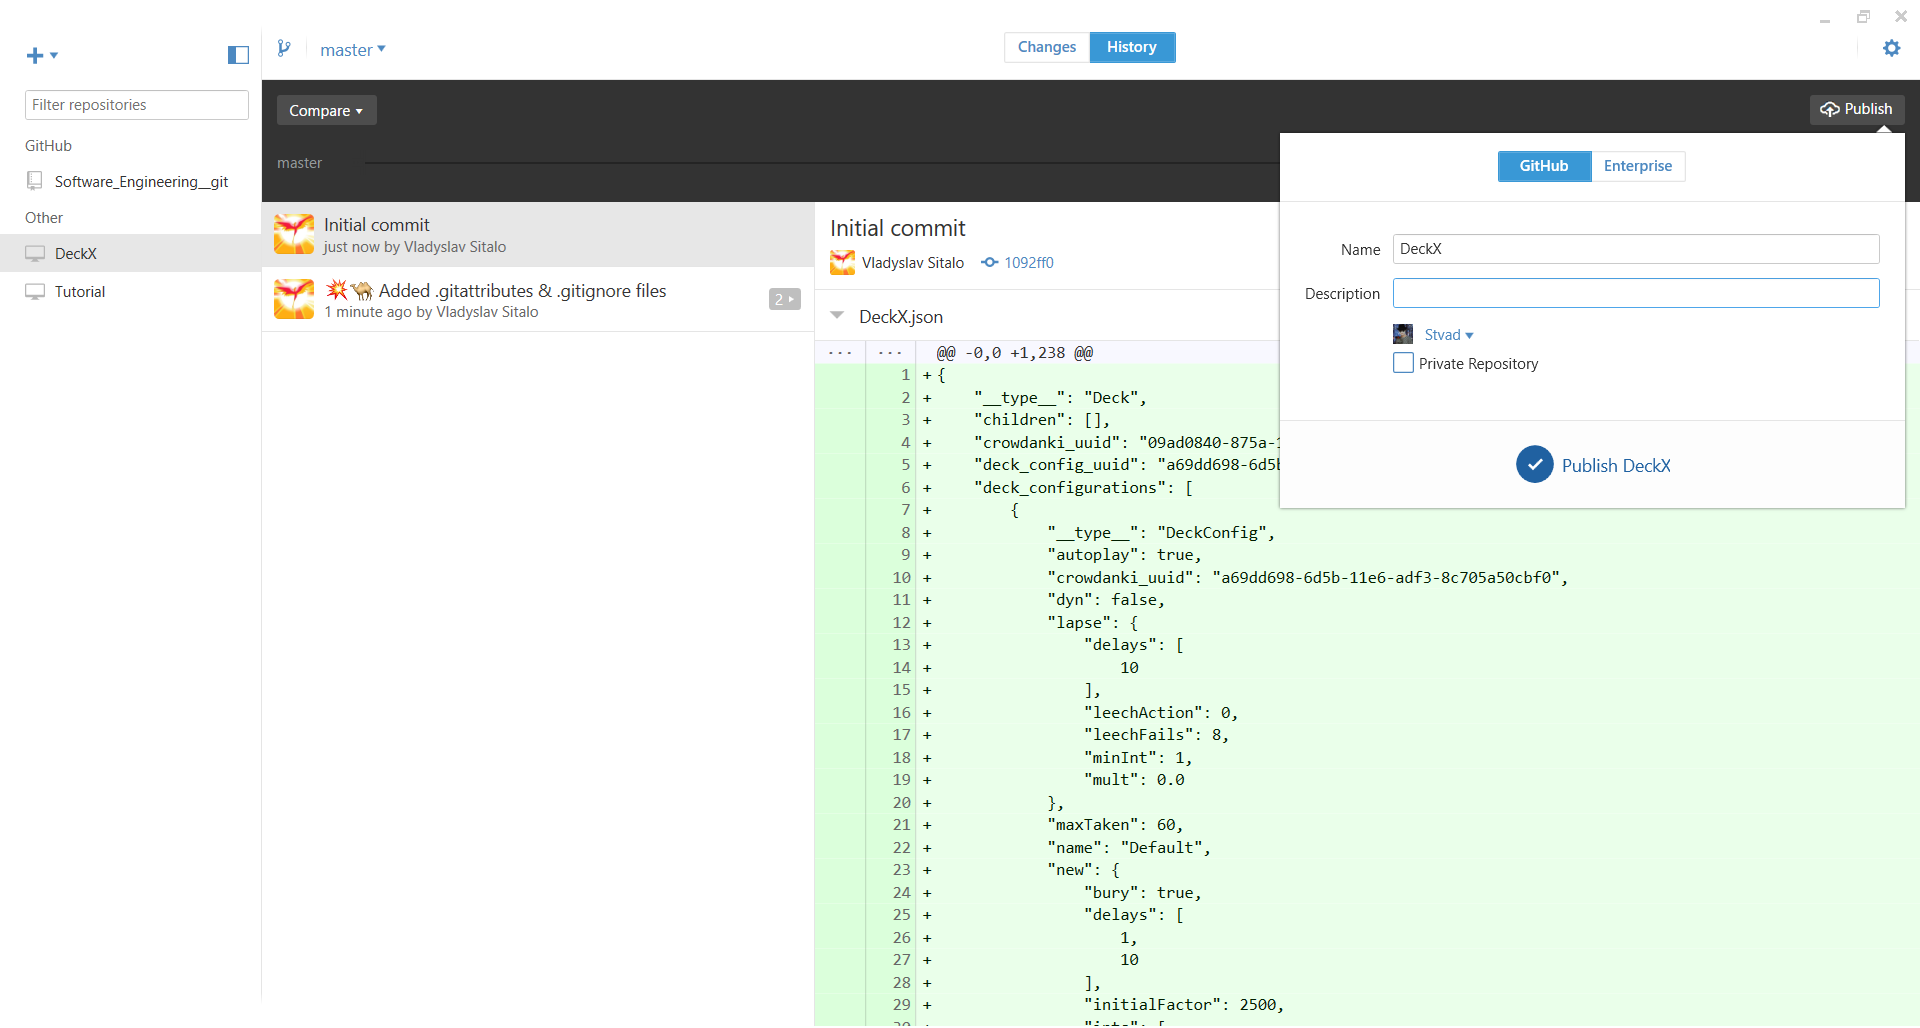 master
Changes
History
Filter repositories
GitHub
Software_Engineering__git
Other
DeckX
Tutorial
Compare
Publish
master
Initial commit
just now by Vladyslav Sitalo
💥🐫 Added .gitattributes & .gitignore files
1 minute ago by Vladyslav Sitalo
2
Initial commit
Vladyslav Sitalo
1092ff0
DeckX.json
GitHub
Enterprise
Name
DeckX
Description
Stvad
Private Repository
Publish DeckX
··· ··· @@ -0,0 +1,238 @@
1 +{
2 +    "__type__": "Deck",
3 +    "children": [],
4 +    "crowdanki_uuid": "09ad0840-875a-
5 +    "deck_config_uuid": "a69dd698-6d5
6 +    "deck_configurations": [
7 +        {
8 +            "__type__": "DeckConfig",
9 +            "autoplay": true,
10 +            "crowdanki_uuid": "a69dd698-6d5b-11e6-adf3-8c705a50cbf0",
11 +            "dyn": false,
12 +            "lapse": {
13 +                "delays": [
14 +                    10
15 +                ],
16 +                "leechAction": 0,
17 +                "leechFails": 8,
18 +                "minInt": 1,
19 +                "mult": 0.0
20 +            },
21 +            "maxTaken": 60,
22 +            "name": "Default",
23 +            "new": {
24 +                "bury": true,
25 +                "delays": [
26 +                    1,
27 +                    10
28 +                ],
29 +                "initialFactor": 2500,